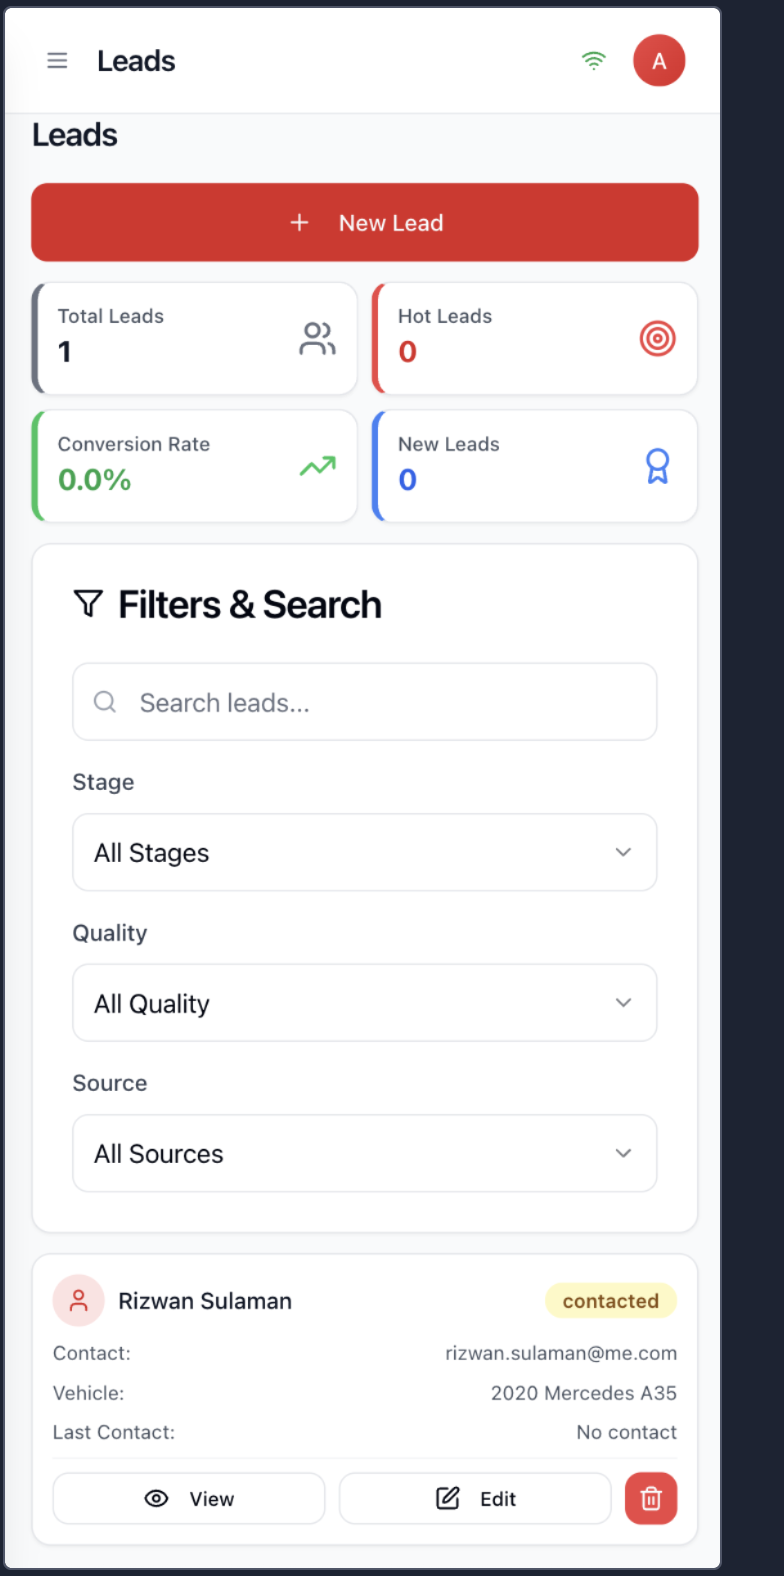 Leads
A
Leads
+ New Lead
Total Leads
1
Hot Leads
0
Conversion Rate
0.0%
New Leads
0
Filters & Search
Search leads...
Stage
All Stages
Quality
All Quality
Source
All Sources
Rizwan Sulaman
contacted
Contact:
rizwan.sulaman@me.com
Vehicle:
2020 Mercedes A35
Last Contact:
No contact
View
Edit